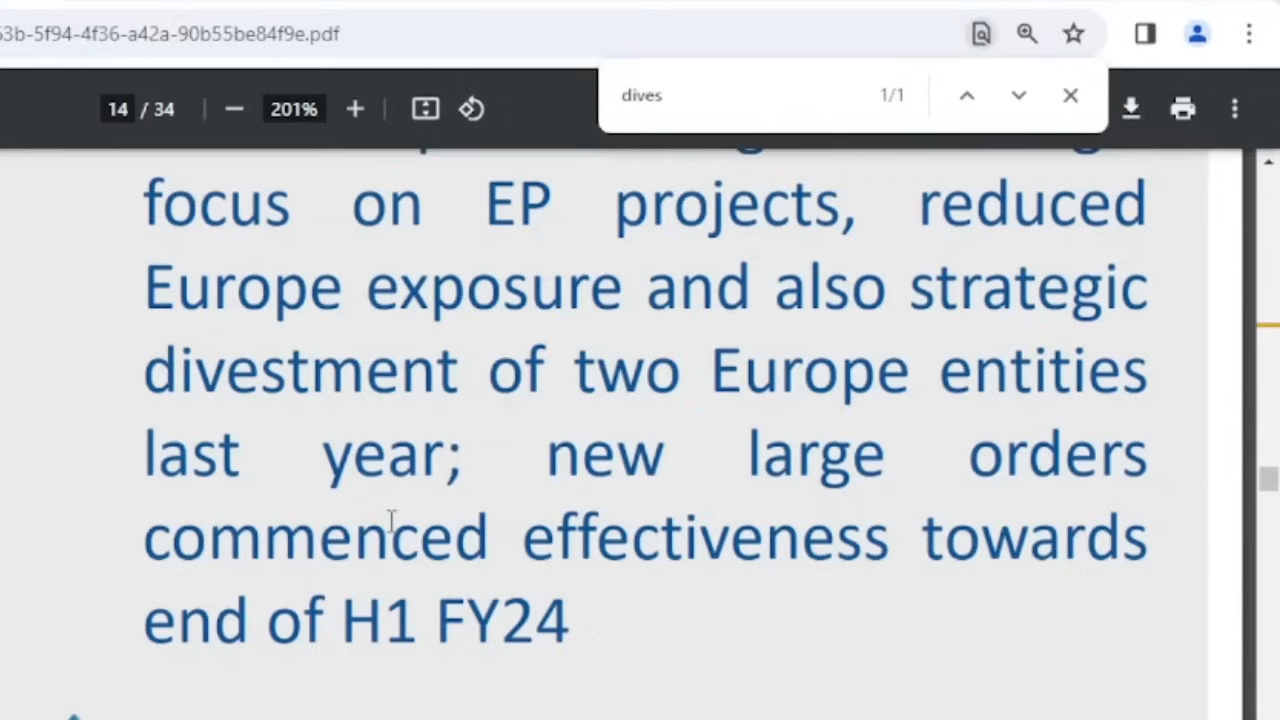 63b-5f94-4f36-a42a-90b55be84f9e.pdf
dives 1/1
14 / 34 201%
focus on EP projects, reduced
Europe exposure and also strategic
divestment of two Europe entities
last year; new large orders
commenced effectiveness towards
end of H1 FY24